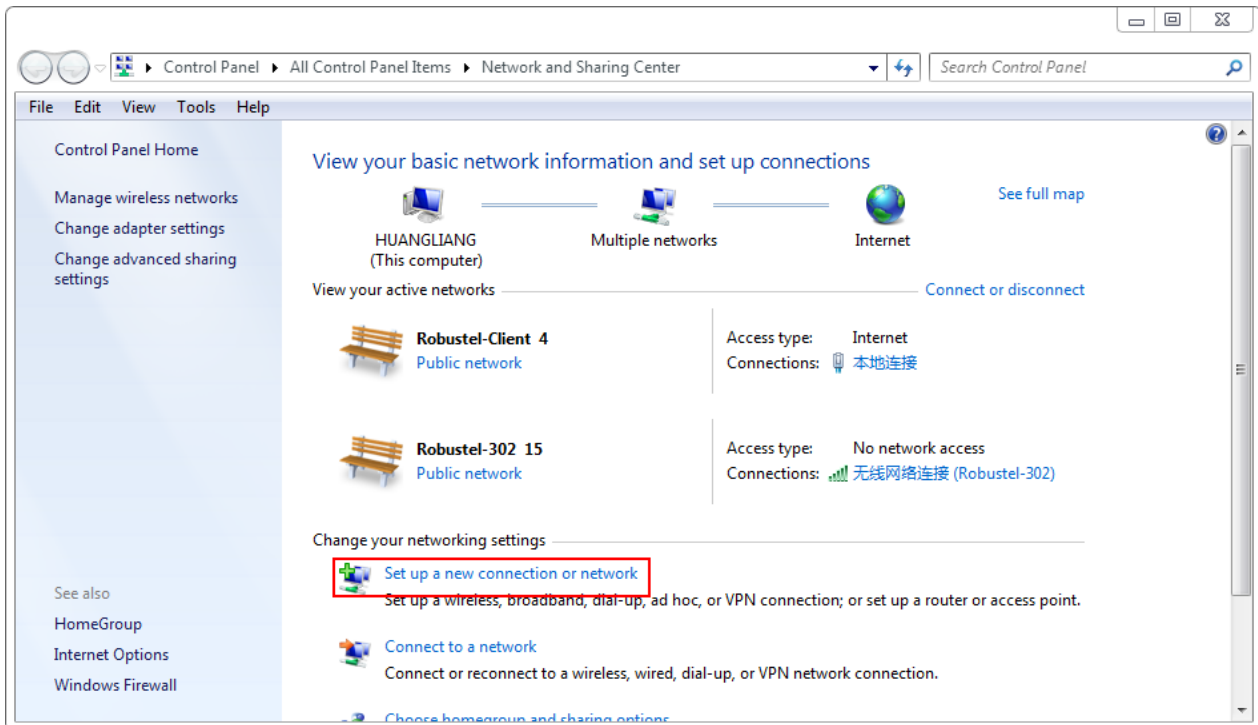 Control Panel ▸ All Control Panel Items ▸ Network and Sharing Center
Search Control Panel
File Edit View Tools Help
Control Panel Home
Manage wireless networks
Change adapter settings
Change advanced sharing
settings
See also
HomeGroup
Internet Options
Windows Firewall
View your basic network information and set up connections
See full map
HUANGLIANG
(This computer)
Multiple networks
Internet
View your active networks
Connect or disconnect
Robustel-Client 4
Public network
Access type: Internet
Connections: 本地连接
Robustel-302 15
Public network
Access type: No network access
Connections: 无线网络连接 (Robustel-302)
Change your networking settings
Set up a new connection or network
Set up a wireless, broadband, dial-up, ad hoc, or VPN connection; or set up a router or access point.
Connect to a network
Connect or reconnect to a wireless, wired, dial-up, or VPN network connection.
Choose homegroup and sharing options